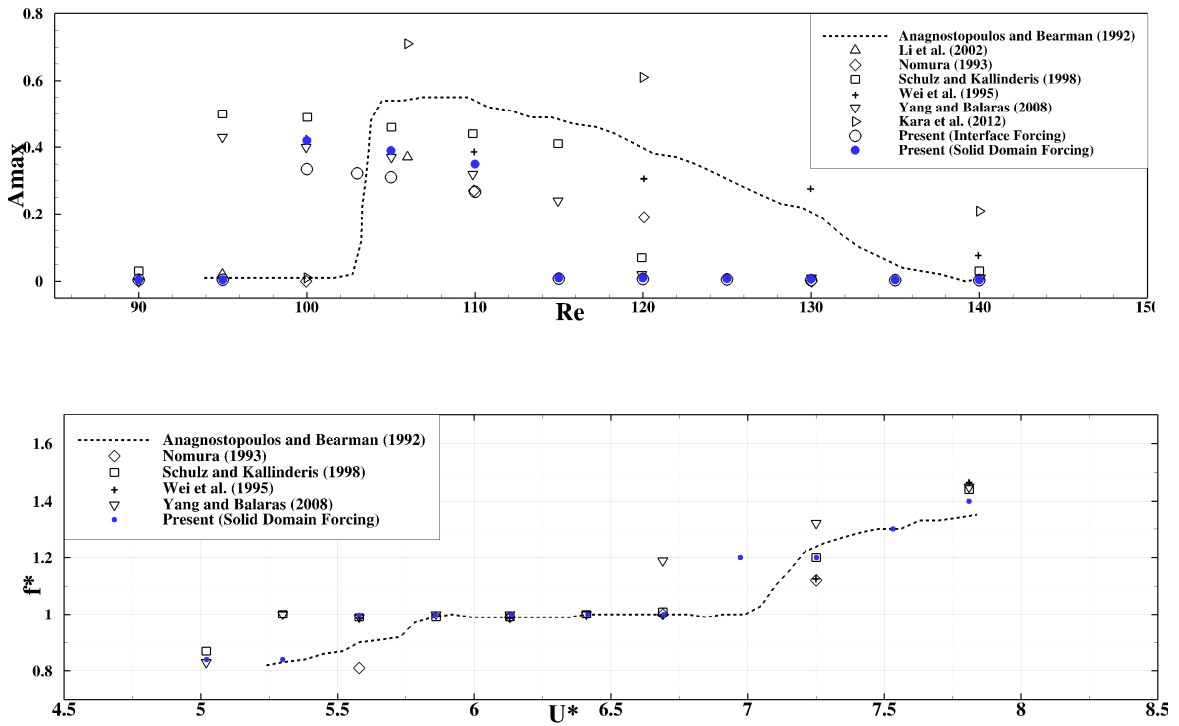 0.8
0.6
0.4
0.2
0
Amax
90
100
110
120
130
140
150
Re
Anagnostopoulos and Bearman (1992)
Li et al. (2002)
Nomura (1993)
Schulz and Kallinderis (1998)
Wei et al. (1995)
Yang and Balaras (2008)
Kara et al. (2012)
Present (Interface Forcing)
Present (Solid Domain Forcing)
1.6
1.4
1.2
1
0.8
f*
4.5
5
5.5
6
6.5
7
7.5
8
8.5
U*
Anagnostopoulos and Bearman (1992)
Nomura (1993)
Schulz and Kallinderis (1998)
Wei et al. (1995)
Yang and Balaras (2008)
Present (Solid Domain Forcing)